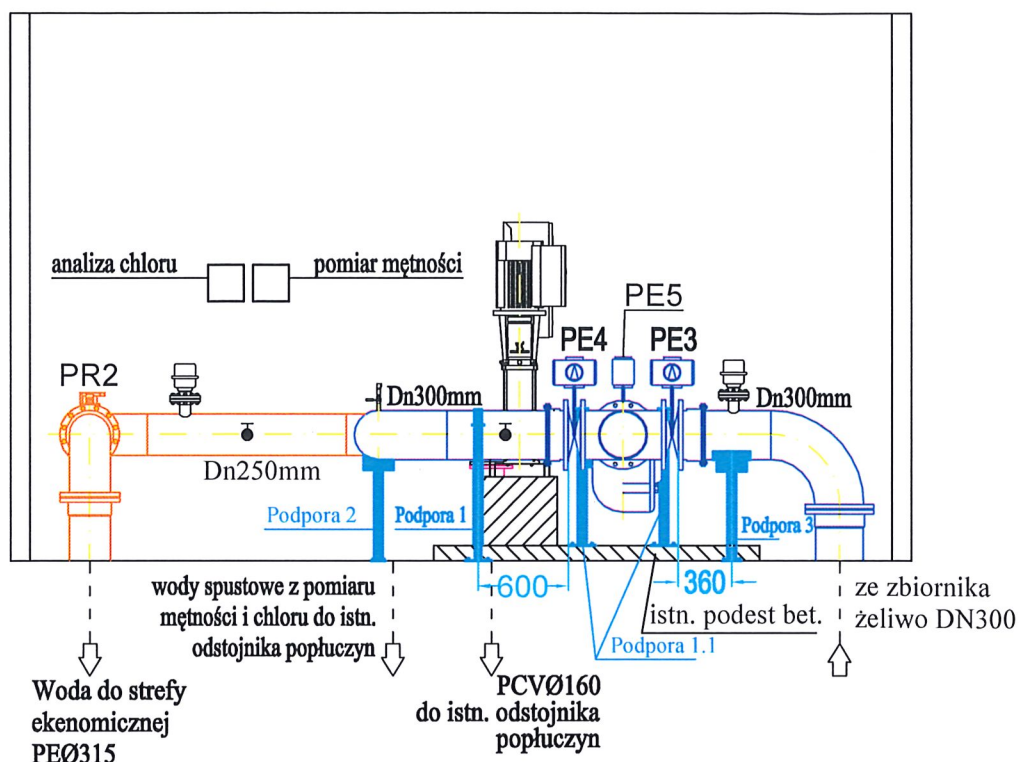 analiza chloru
pomiar mętności
PE5
PE4
PE3
PR2
Dn300mm
Dn300mm
Dn250mm
Podpora 2
Podpora 1
Podpora 3
600
360
wody spustowe z pomiaru
mętności i chloru do istn.
odstojnika popłuczyn
istn. podest bet.
Podpora 1.1
ze zbiornika
żeliwo DN300
Woda do strefy
ekenomicznej
PEØ315
PCVØ160
do istn. odstojnika
popłuczyn